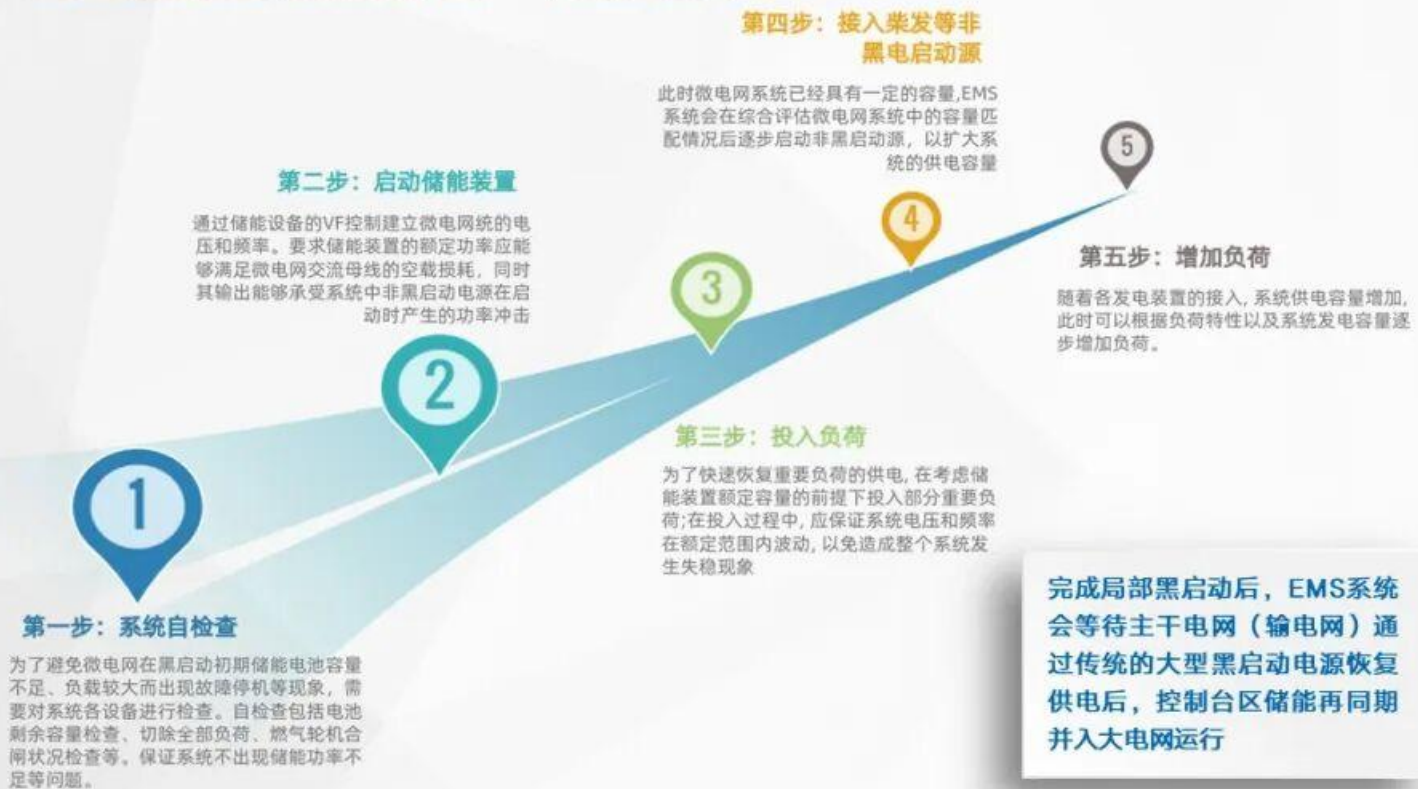 1
第一步：系统自检查
为了避免微电网在黑启动初期储能电池容量
不足、负载较大而出现故障停机等现象，需
要对系统各设备进行检查。自检查包括电池
剩余容量检查、切除全部负荷、燃气轮机合
闸状况检查等。保证系统不出现储能功率不
足等问题。
第二步：启动储能装置
通过储能设备的VF控制建立微电网统的电
压和频率。要求储能装置的额定功率应能
够满足微电网交流母线的空载损耗，同时
其输出能够承受系统中非黑启动电源在启
动时产生的功率冲击
2
3
第三步：投入负荷
为了快速恢复重要负荷的供电, 在考虑储
能装置额定容量的前提下投入部分重要负
荷;在投入过程中, 应保证系统电压和频率
在额定范围内波动, 以免造成整个系统发
生失稳现象
第四步：接入柴发等非
黑电启动源
此时微电网系统已经具有一定的容量,EMS
系统会在综合评估微电网系统中的容量匹
配情况后逐步启动非黑启动源，以扩大系
统的供电容量
4
5
第五步：增加负荷
随着各发电装置的接入, 系统供电容量增加,
此时可以根据负荷特性以及系统发电容量逐
步增加负荷。
完成局部黑启动后，EMS系统
会等待主干电网（输电网）通
过传统的大型黑启动电源恢复
供电后，控制台区储能再同期
并入大电网运行